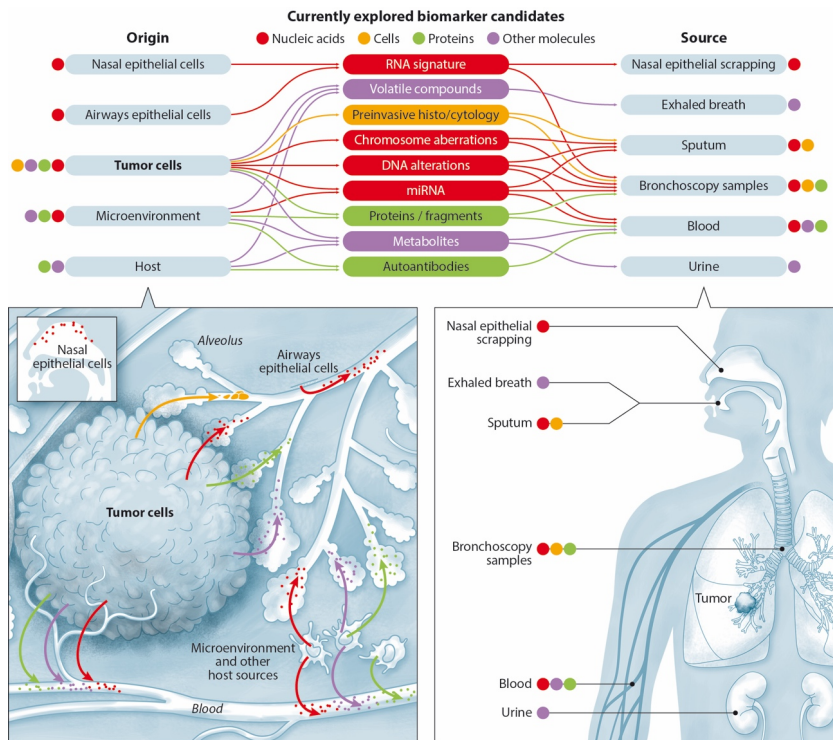 Currently explored biomarker candidates
Origin
Nucleic acids
Cells
Proteins
Other molecules
Source
Nasal epithelial cells
RNA signature
Nasal epithelial scrapping
Volatile compounds
Airways epithelial cells
Exhaled breath
Preinvasive histo/cytology
Chromosome aberrations
Sputum
Tumor cells
DNA alterations
miRNA
Bronchoscopy samples
Microenvironment
Proteins / fragments
Blood
Metabolites
Host
Autoantibodies
Urine
Nasal
epithelial cells
Alveolus
Airways
epithelial cells
Tumor cells
Microenvironment
and other
host sources
Blood
Nasal epithelial
scrapping
Exhaled breath
Sputum
Bronchoscopy
samples
Tumor
Blood
Urine